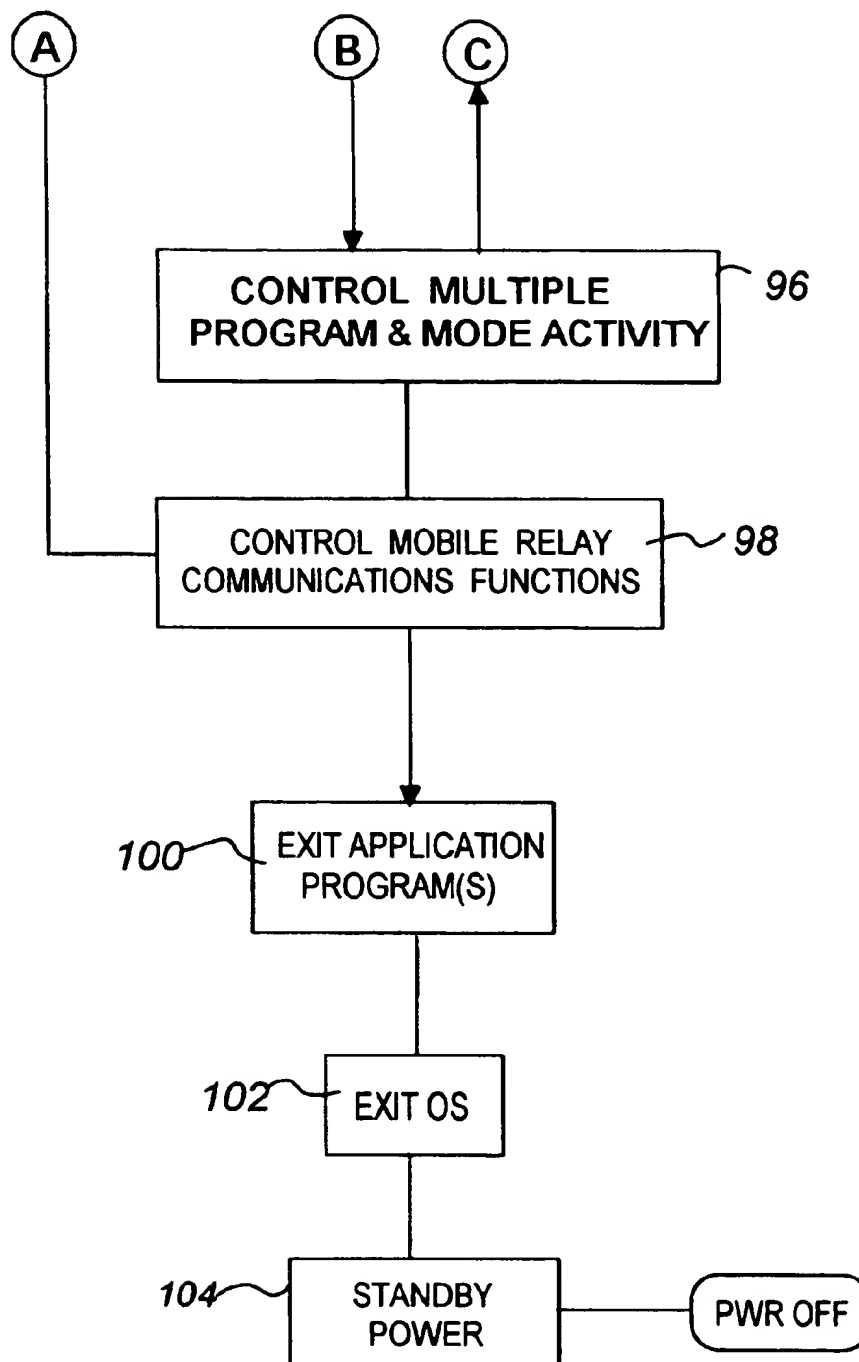 A
B
C
CONTROL MULTIPLE
PROGRAM & MODE ACTIVITY
96
CONTROL MOBILE RELAY
COMMUNICATIONS FUNCTIONS
98
100
EXIT APPLICATION
PROGRAM(S)
102
EXIT OS
104
STANDBY
POWER
PWR OFF